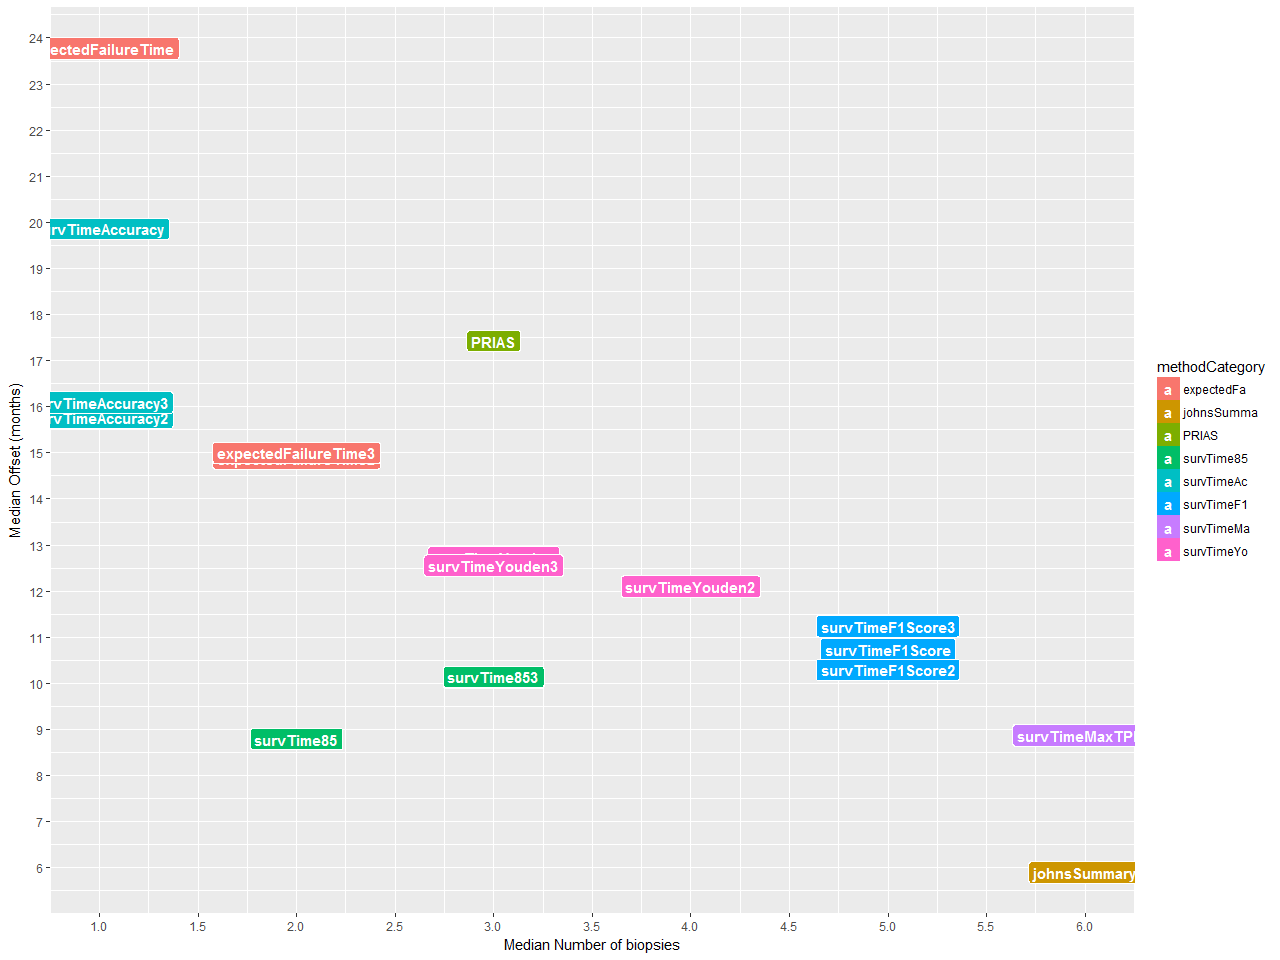 24
23
22
21
20
19
18
17
16
15
14
13
12
11
10
9
8
7
6
Median Offset (months)
ectedFailureTime
rvTimeAccuracy
PRIAS
vTimeAccuracy3
vTimeAccuracy2
expectedFailureTime3
survTimeYouden3
survTimeYouden2
survTimeF1Score3
survTimeF1Score
survTimeF1Score2
survTime853
survTime85
survTimeMaxTP
johnsSummary
1.0 1.5 2.0 2.5 3.0 3.5 4.0 4.5 5.0 5.5 6.0
Median Number of biopsies
methodCategory
a expectedFa
a johnsSumma
a PRIAS
a survTime85
a survTimeAc
a survTimeF1
a survTimeMa
a survTimeYo